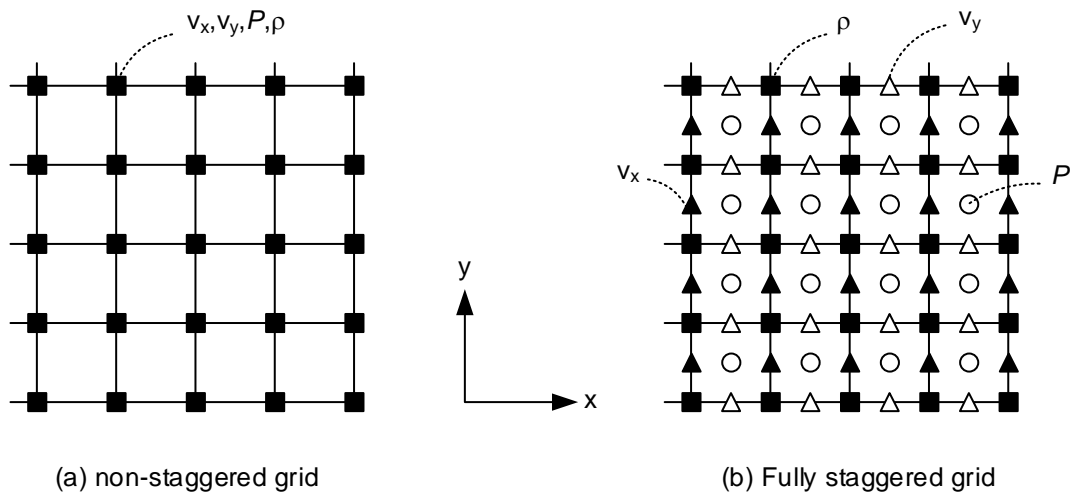 vx,vy,P,ρ
ρ
vy
vx
P
y
x
(a) non-staggered grid
(b) Fully staggered grid